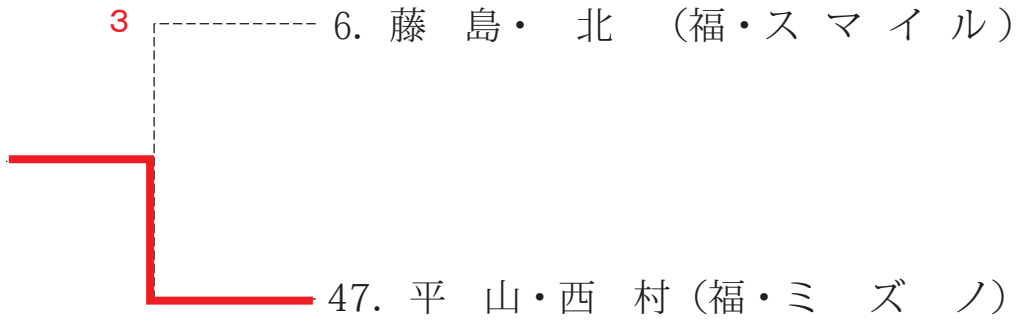 3
6. 藤 島・ 北 (福・ス マ イ ル)
47. 平 山・西 村 (福・ミ ズ ノ)